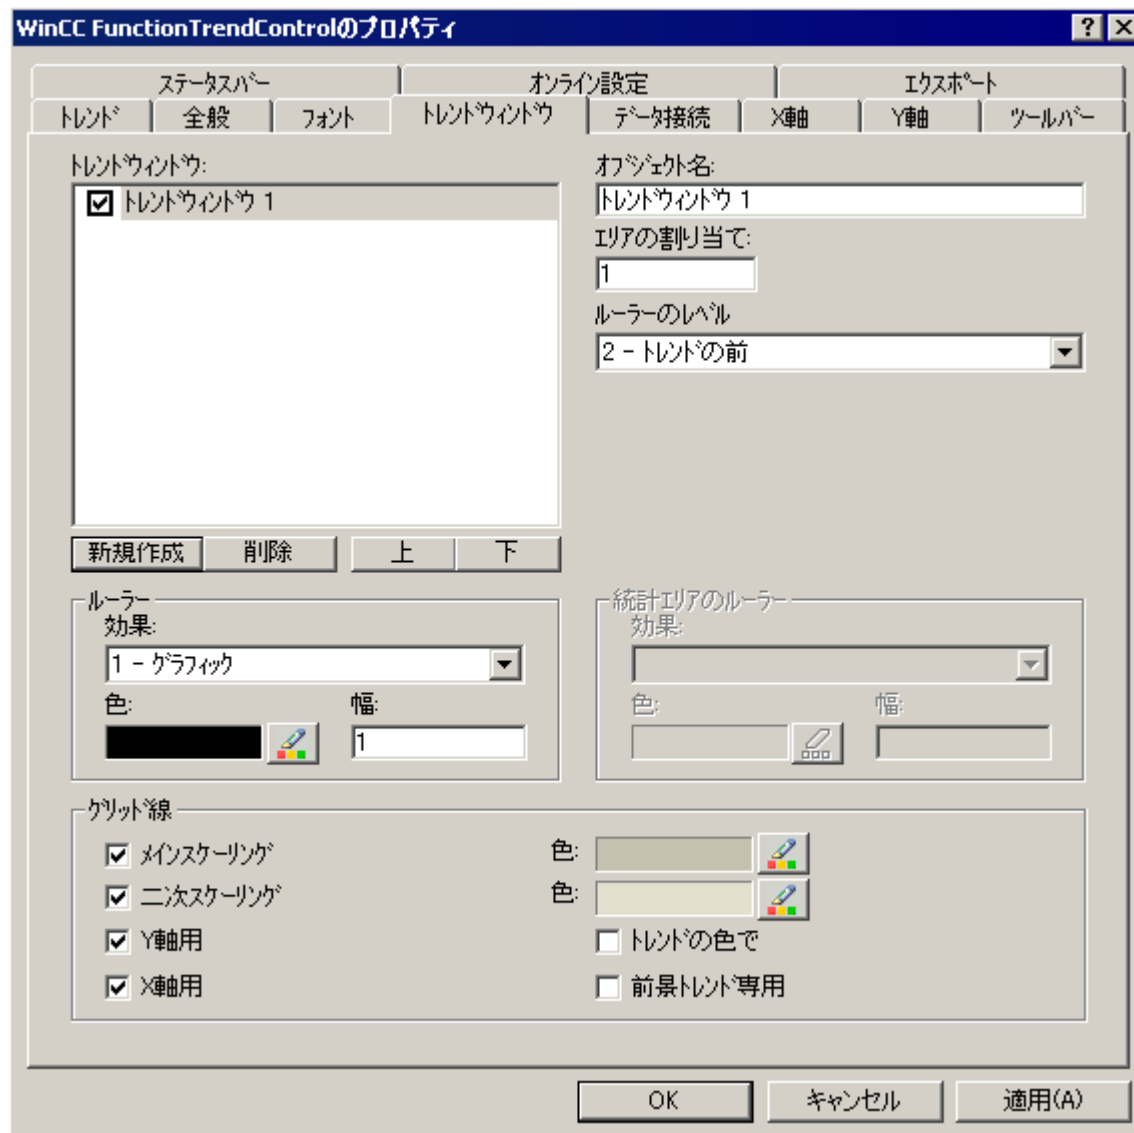 WinCC FunctionTrendControlのプロパティ
ステータスバー オンライン設定 エクスポート
トレンド 全般 フォント トレンドウィンドウ データ接続 X軸 Y軸 ツールバー
トレンドウィンドウ:
トレンドウィンドウ 1
新規作成 削除 上 下
オブジェクト名:
トレンドウィンドウ 1
エリアの割り当て:
1
ルーラーのレベル
2 - トレンドの前
ルーラー
効果:
1 - グラフィック
色: 幅:
1
統計エリアのルーラー
効果:
色: 幅:
グリッド線
メインスケーリング 色:
二次スケーリング 色:
Y軸用 トレンドの色で
X軸用 前景トレンド専用
OK キャンセル 適用(A)